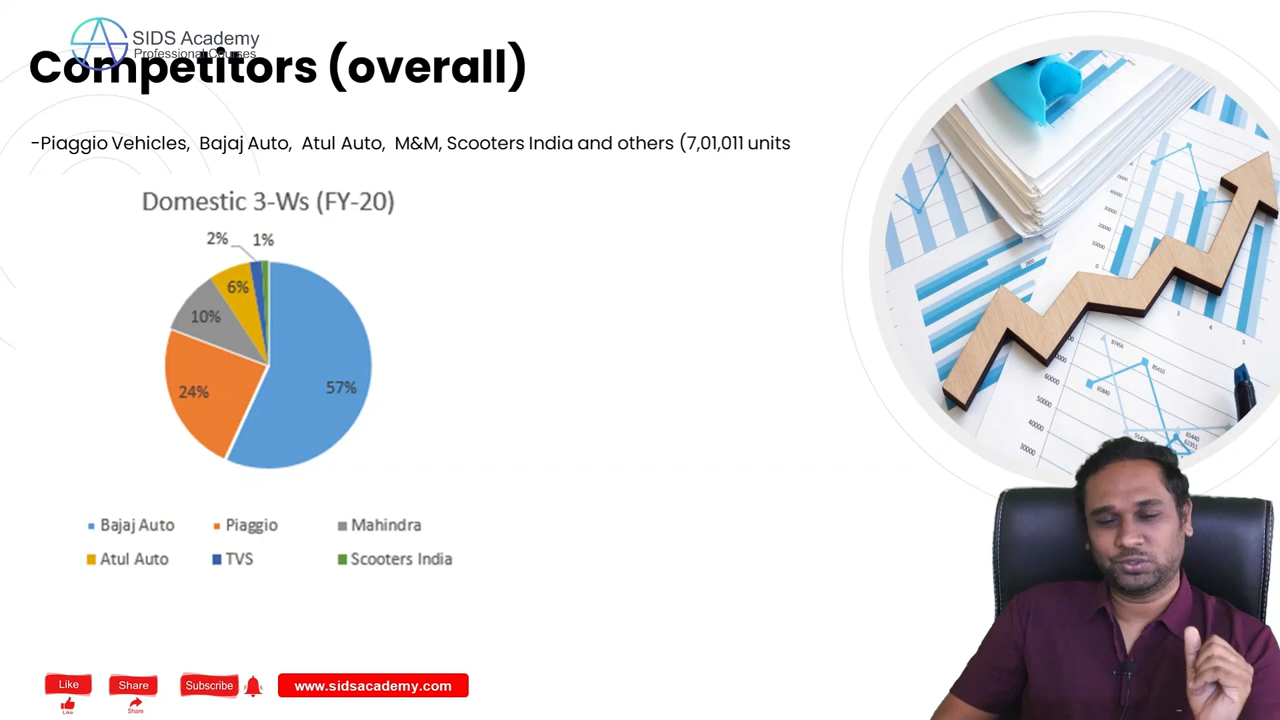 SIDS Academy
Professional Courses
Competitors (overall)
-Piaggio Vehicles, Bajaj Auto, Atul Auto, M&M, Scooters India and others (7,01,011 units
Domestic 3-Ws (FY-20)
2% 1%
6%
10%
24%
57%
Bajaj Auto Piaggio Mahindra
Atul Auto TVS Scooters India
Like Share Subscribe www.sidsacademy.com
Like Share